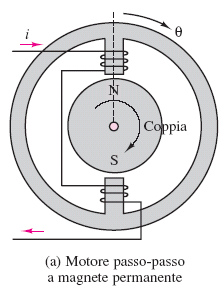 i
θ
N
Coppia
S
(a) Motore passo-passo
a magnete permanente